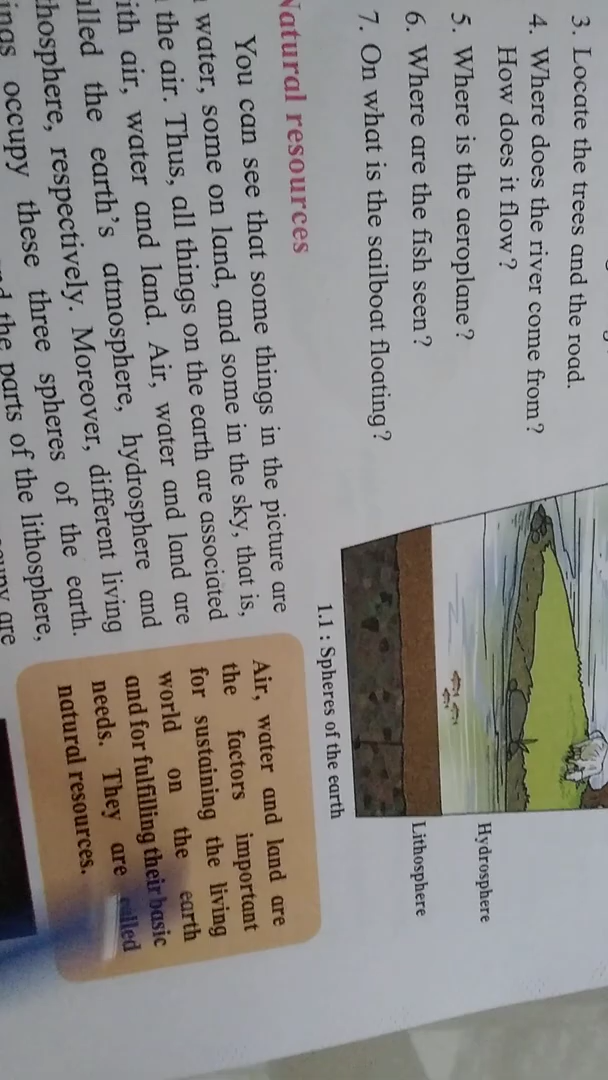 3. Locate the trees and the road.
4. Where does the river come from?
How does it flow?
5. Where is the aeroplane?
6. Where are the fish seen?
7. On what is the sailboat floating?
Hydrosphere
Lithosphere
1.1 : Spheres of the earth
Natural resources
You can see that some things in the picture are
water, some on land, and some in the sky, that is,
the air. Thus, all things on the earth are associated
with air, water and land. Air, water and land are
called the earth's atmosphere, hydrosphere and
lithosphere, respectively. Moreover, different living
occupy these three spheres of the earth.
the parts of the lithosphere,
are
Air, water and land are
the factors important
for sustaining the living
world on the earth
and for fulfilling their basic
needs. They are called
natural resources.